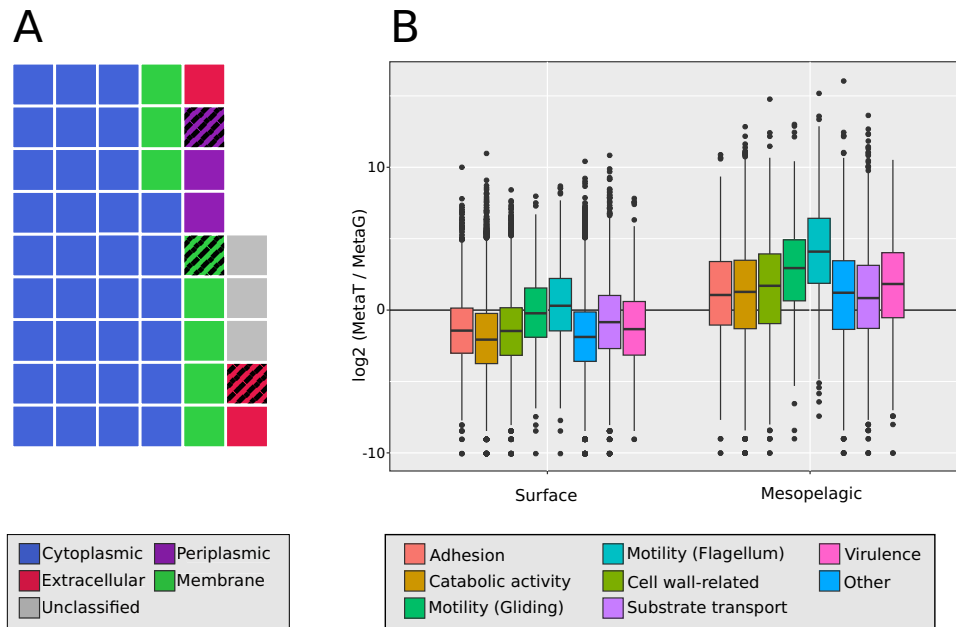 A
B
10
0
-10
log2 (MetaT / MetaG)
Surface
Mesopelagic
Cytoplasmic
Periplasmic
Extracellular
Membrane
Unclassified
Adhesion
Motility (Flagellum)
Virulence
Catabolic activity
Cell wall-related
Other
Motility (Gliding)
Substrate transport